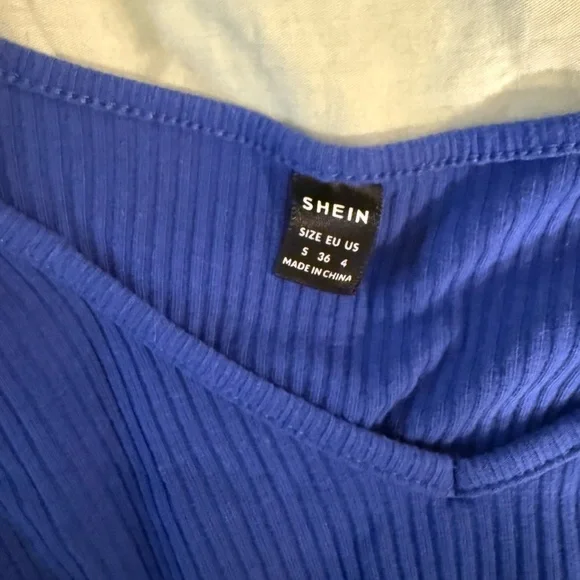 SHEIN
SIZE EU US
S 36 4
MADE IN CHINA